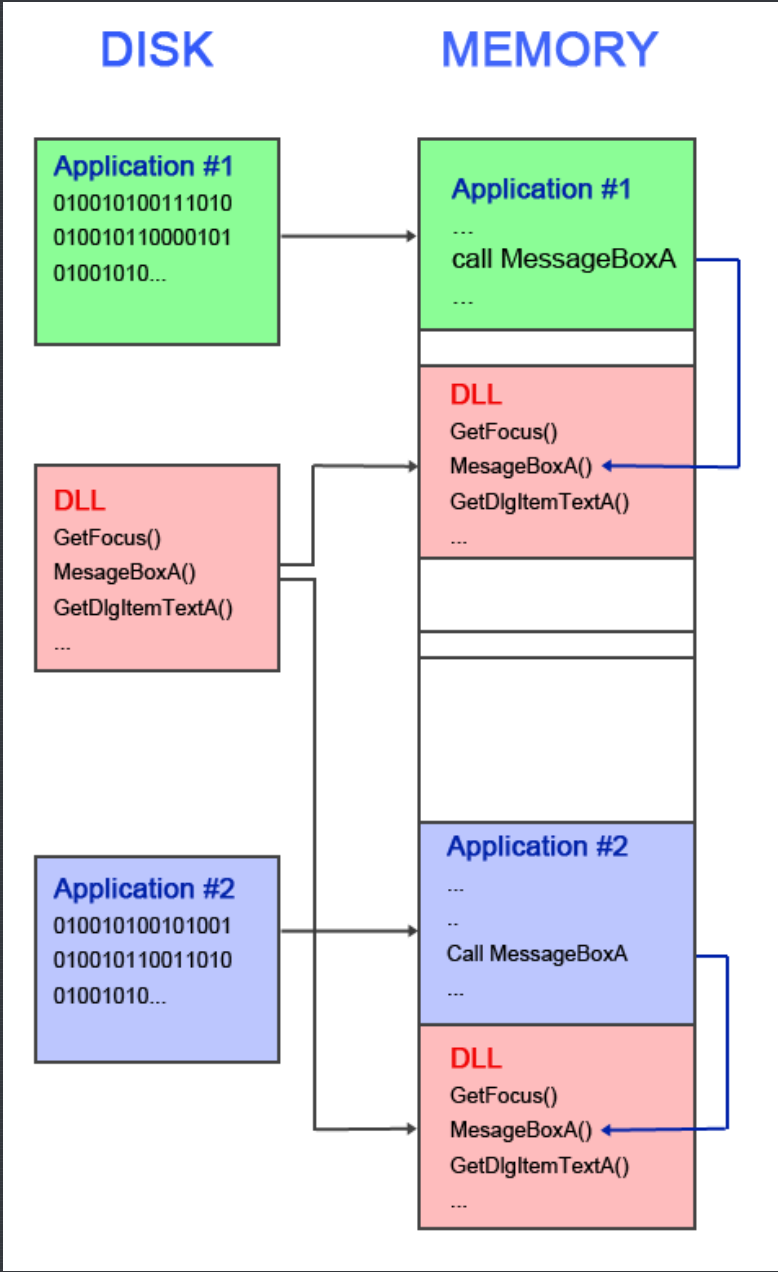 DISK
MEMORY
Application #1
010010100111010
010010110000101
01001010...
Application #1
...
call MessageBoxA
...
DLL
GetFocus()
MesageBoxA()
GetDlgItemTextA()
...
DLL
GetFocus()
MesageBoxA()
GetDlgItemTextA()
...
Application #2
010010100101001
010010110011010
01001010...
Application #2
...
..
Call MessageBoxA
...
DLL
GetFocus()
MesageBoxA()
GetDlgItemTextA()
...